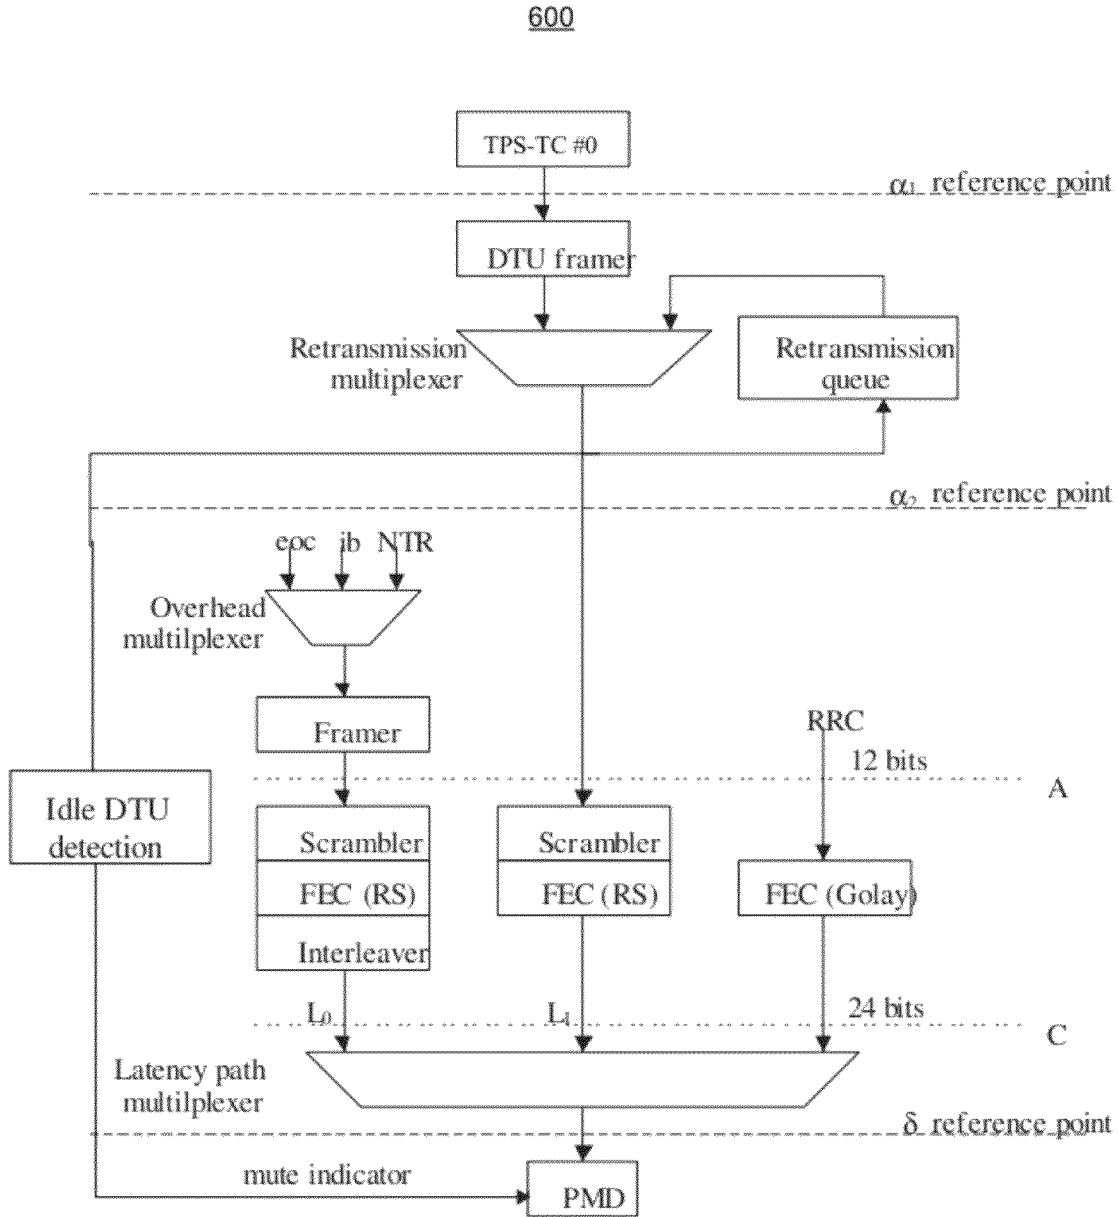 600
TPS-TC #0
α₁ reference point
DTU framer
Retransmission
multiplexer
Retransmission
queue
α₂ reference point
eoc ib NTR
Overhead
multilplexer
Framer
RRC
12 bits
A
Idle DTU
detection
Scrambler
FEC (RS)
Interleaver
Scrambler
FEC (RS)
FEC (Golay)
L₀
L₁
24 bits
C
Latency path
multilplexer
δ reference point
mute indicator
PMD